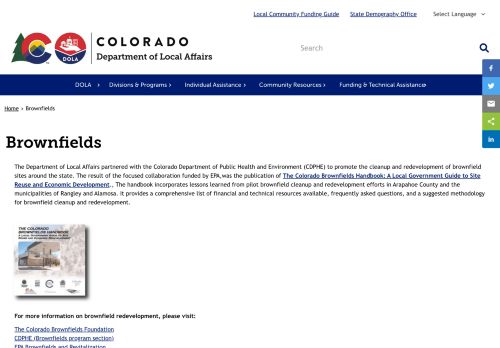 Local Community Funding Guide
State Demography Office
Select Language
COLORADO
Department of Local Affairs
DOLA
Search
DOLA
Divisions & Programs
Individual Assistance
Community Resources
Funding & Technical Assistance
Home › Brownfields
Brownfields
The Department of Local Affairs partnered with the Colorado Department of Public Health and Environment (CDPHE) to promote the cleanup and redevelopment of brownfield
sites around the state. The result of the focused collaboration funded by EPA,was the publication of The Colorado Brownfields Handbook: A Local Government Guide to Site
Reuse and Economic Development., The handbook incorporates lessons learned from pilot brownfield cleanup and redevelopment efforts in Arapahoe County and the
municipalities of Rangley and Alamosa. It provides a comprehensive list of financial and technical resources available, frequently asked questions, and a suggested methodology
for brownfield cleanup and redevelopment.
THE COLORADO
BROWNFIELDS HANDBOOK
For more information on brownfield redevelopment, please visit:
The Colorado Brownfields Foundation
CDPHE (Brownfields program section)
EPA Brownfields and Revitalization